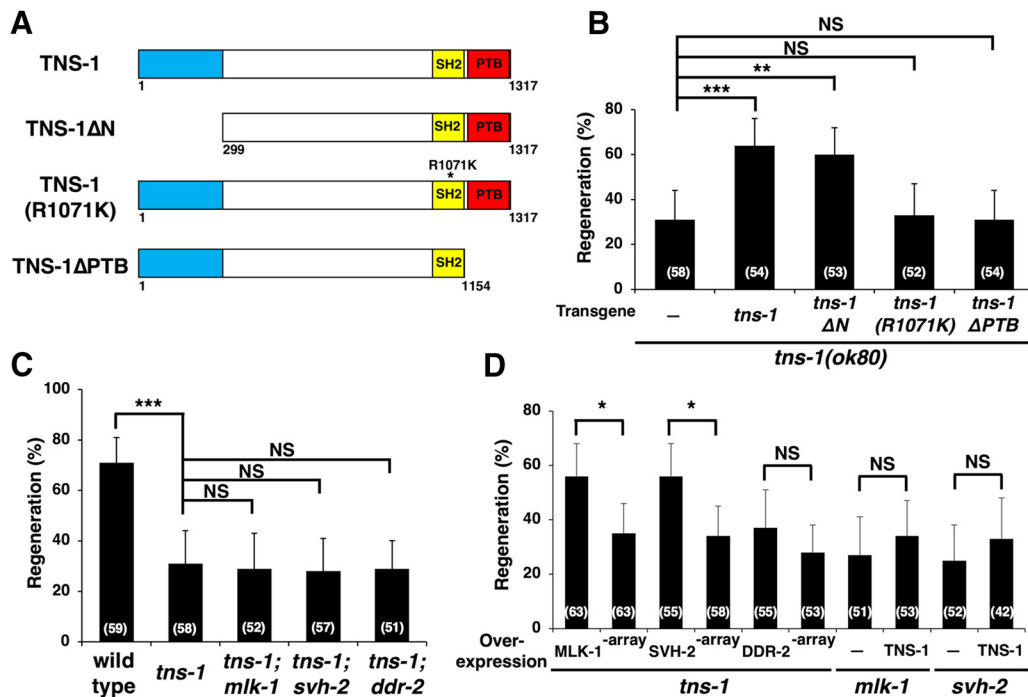 A
TNS-1
SH2
PTB
1
1317
TNS-1ΔN
SH2
PTB
299
1317
R1071K
*
TNS-1
(R1071K)
SH2
PTB
1
1317
TNS-1ΔPTB
SH2
1
1154
B
NS
NS
**
***
Regeneration (%)
80
60
40
20
0
(58)
(54)
(53)
(52)
(54)
Transgene
–
tns-1
tns-1 ΔN
tns-1 (R1071K)
tns-1 ΔPTB
tns-1(ok80)
C
Regeneration (%)
100
80
60
40
20
0
***
NS
NS
NS
(59)
(58)
(52)
(57)
(51)
wild type
tns-1
tns-1; mlk-1
tns-1; svh-2
tns-1; ddr-2
D
Regeneration (%)
80
60
40
20
0
*
*
NS
NS
NS
(63)
(63)
(55)
(58)
(55)
(53)
(51)
(53)
(52)
(42)
Over-expression
MLK-1
-array
SVH-2
-array
DDR-2
-array
–
TNS-1
–
TNS-1
tns-1
mlk-1
svh-2